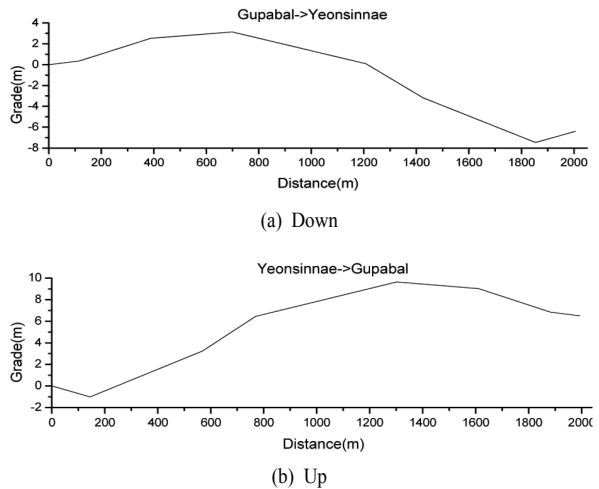 Gupabal->Yeonsinnae
4
2
0
-2
-4
-6
-8
Grade(m)
0 200 400 600 800 1000 1200 1400 1600 1800 2000
Distance(m)
(a) Down
Yeonsinnae->Gupabal
10
8
6
4
2
0
-2
Grade(m)
0 200 400 600 800 1000 1200 1400 1600 1800 2000
Distance(m)
(b) Up